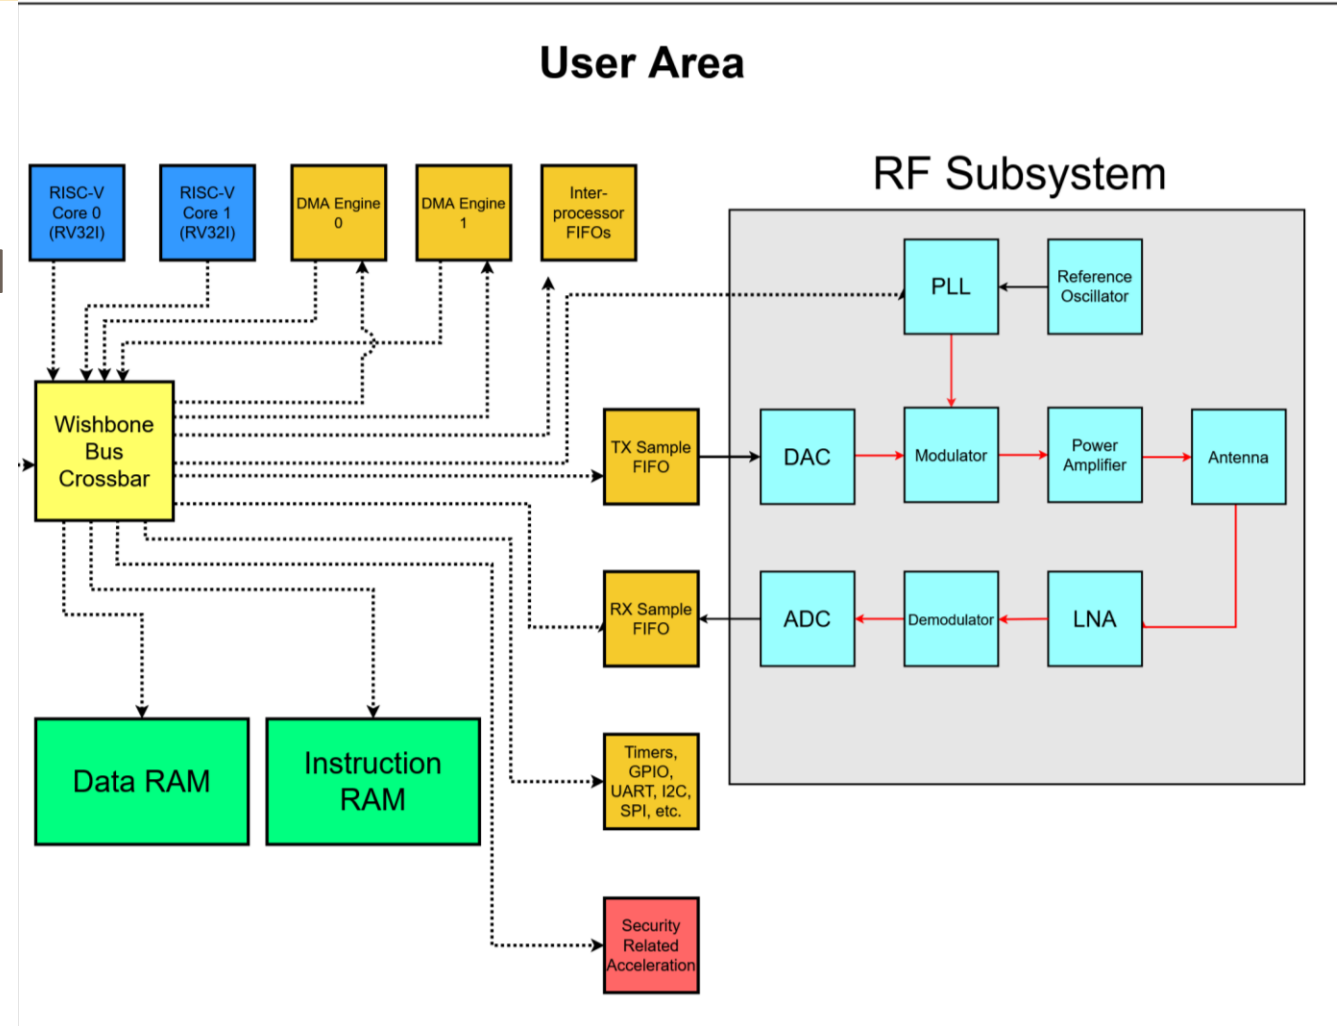 User Area
RF Subsystem
RISC-V
Core 0
(RV32I)
RISC-V
Core 1
(RV32I)
DMA Engine
0
DMA Engine
1
Inter-
processor
FIFOs
PLL
Reference
Oscillator
Wishbone
Bus
Crossbar
TX Sample
FIFO
DAC
Modulator
Power
Amplifier
Antenna
RX Sample
FIFO
ADC
Demodulator
LNA
Data RAM
Instruction
RAM
Timers,
GPIO,
UART, I2C,
SPI, etc.
Security
Related
Acceleration